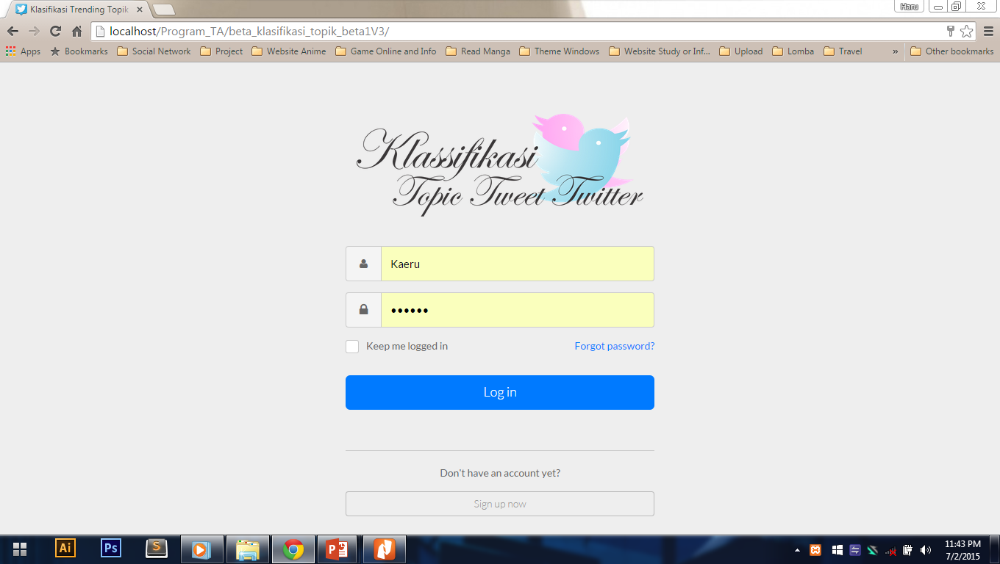 Klasifikasi Trending Topik
Haru
localhost/Program_TA/beta_klasifikasi_topik_beta1V3/
Apps Bookmarks Social Network Project Website Anime Game Online and Info Read Manga Theme Windows Website Study or Inf... Upload Lomba Travel » Other bookmarks
Klassifikasi
Topic Tweet Twitter
Kaeru
••••••
Keep me logged in Forgot password?
Log in
Don't have an account yet?
Sign up now
Ai Ps S P
11:43 PM
7/2/2015